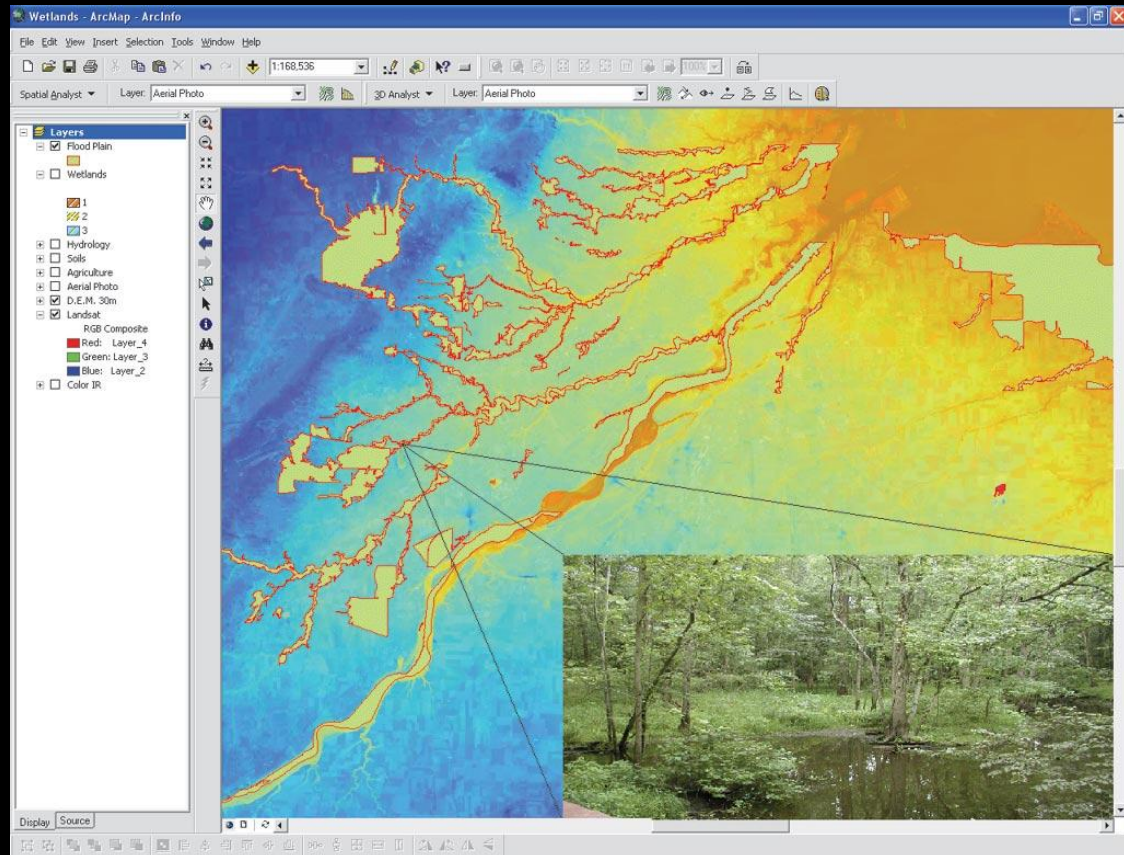 Wetlands - ArcMap - ArcInfo
File Edit View Insert Selection Tools Window Help
1:168,536
100%
Spatial Analyst Layer: Aerial Photo 3D Analyst Layer: Aerial Photo
Layers
Flood Plain
Wetlands
1
2
3
Hydrology
Soils
Agriculture
Aerial Photo
D.E.M. 30m
Landsat
RGB Composite
Red: Layer_4
Green: Layer_3
Blue: Layer_2
Color IR
Display Source